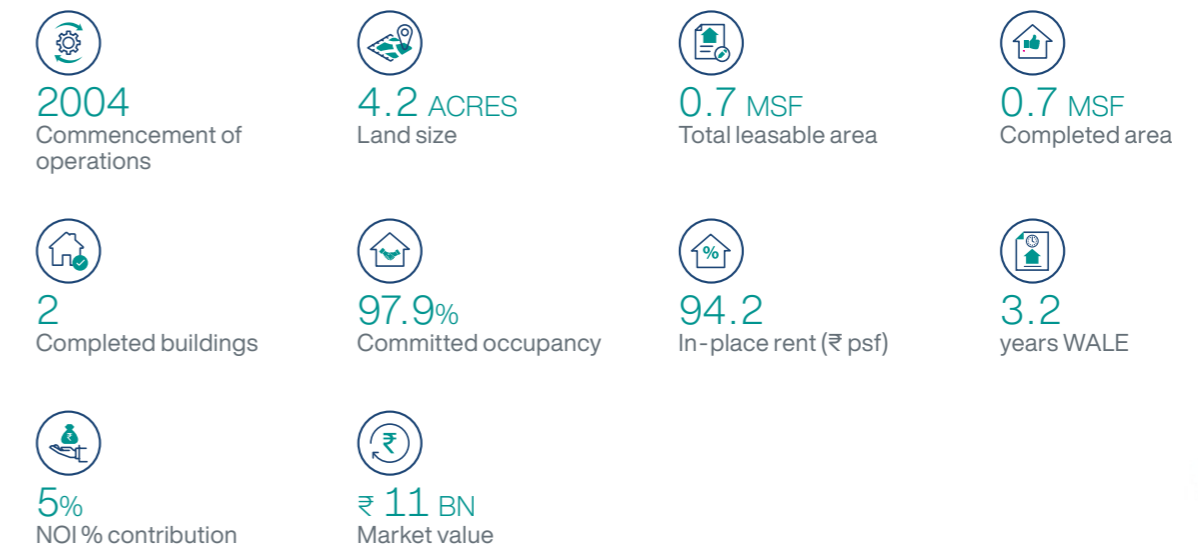 2004
Commencement of
operations
4.2 ACRES
Land size
0.7 MSF
Total leasable area
0.7 MSF
Completed area
2
Completed buildings
97.9%
Committed occupancy
%
94.2
In-place rent (₹ psf)
3.2
years WALE
₹
5%
NOI % contribution
₹
₹ 11 BN
Market value